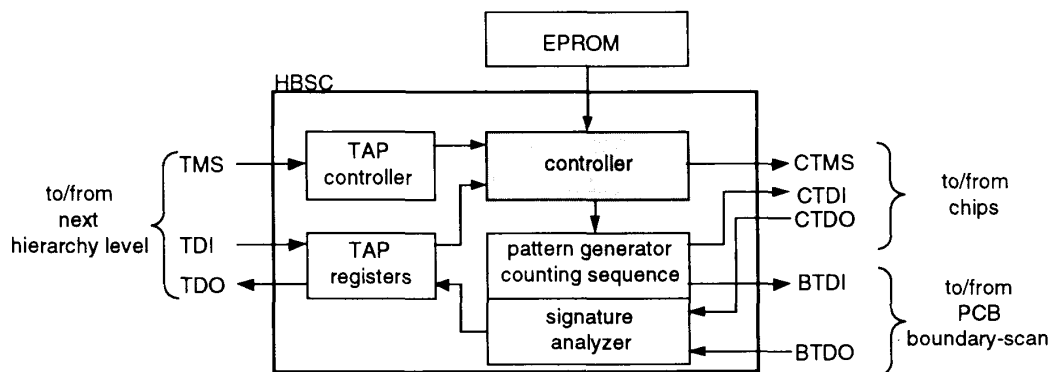 EPROM
HBSC
TMS
TAP
controller
controller
CTMS
to/from
next
hierarchy level
CTDI
CTDO
to/from
chips
TDI
TAP
registers
pattern generator
counting sequence
TDO
BTDI
signature
analyzer
to/from
PCB
boundary-scan
BTDO